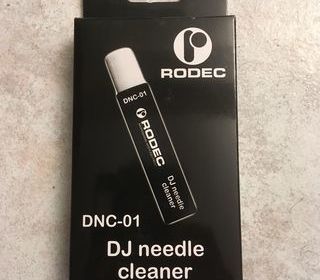 RODEC
DNC-01
RODEC
DJ needle
cleaner
DNC-01
DJ needle
cleaner